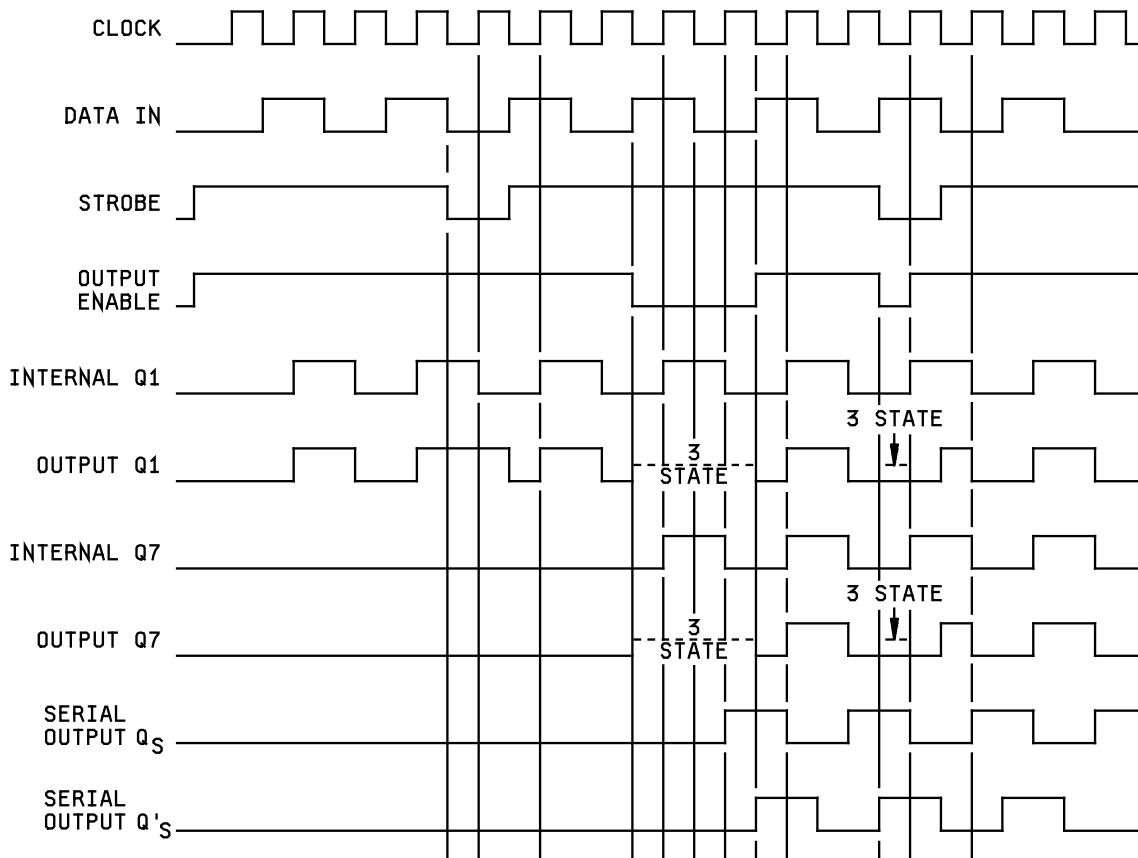 CLOCK
DATA IN
STROBE
OUTPUT
ENABLE
INTERNAL Q1
3 STATE
OUTPUT Q1
3
STATE
INTERNAL Q7
3 STATE
OUTPUT Q7
3
STATE
SERIAL
OUTPUT QS
SERIAL
OUTPUT Q'S